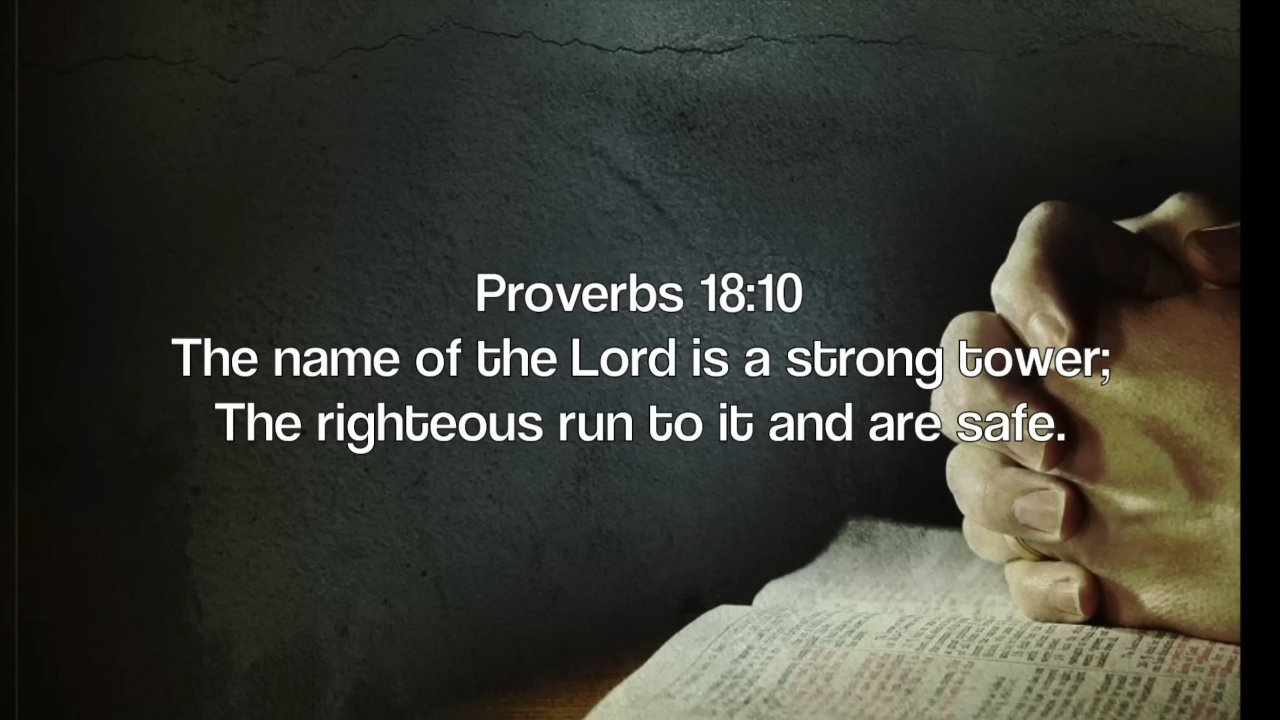 Proverbs 18:10
The name of the Lord is a strong tower;
The righteous run to it and are safe.